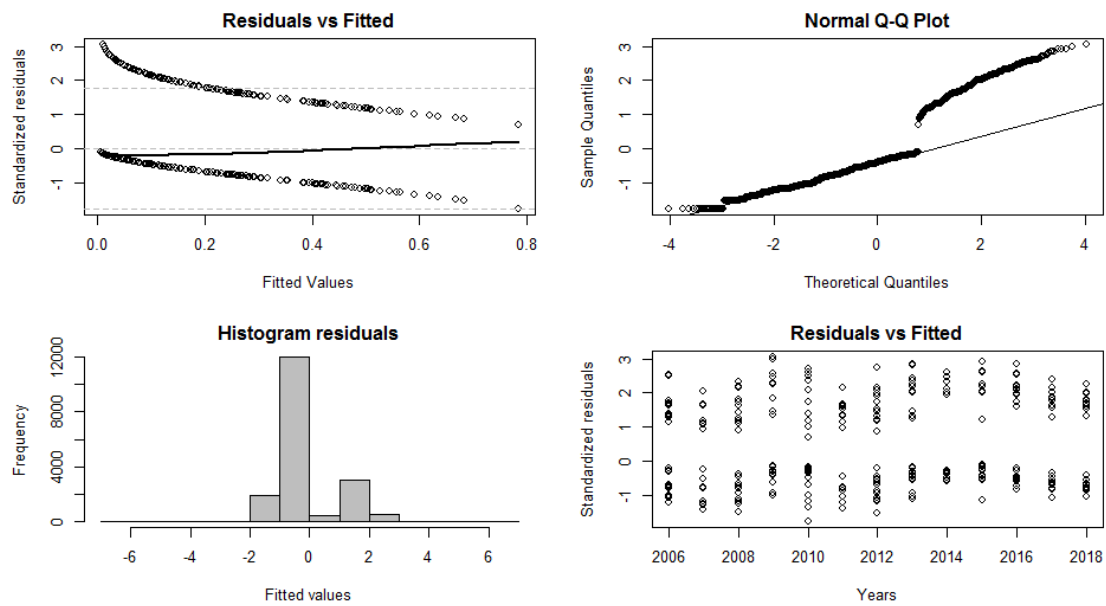 Residuals vs Fitted
Standardized residuals
3
2
1
0
-1
0.0 0.2 0.4 0.6 0.8
Fitted Values
Normal Q-Q Plot
Sample Quantiles
3
2
1
0
-1
-4 -2 0 2 4
Theoretical Quantiles
Histogram residuals
Frequency
12000
8000
4000
0
-6 -4 -2 0 2 4 6
Fitted values
Residuals vs Fitted
Standardized residuals
3
2
1
0
-1
2006 2008 2010 2012 2014 2016 2018
Years